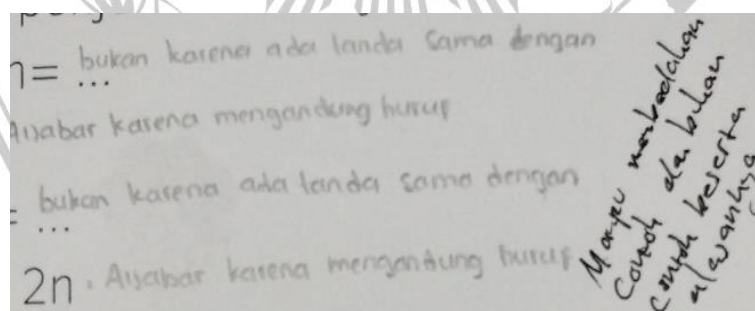 n= bukan karena ada tanda sama dengan
...
Aljabar karena mengandung huruf
= bukan karena ada tanda sama dengan
...
2n. Aljabar karena mengandung huruf
Mampu membedakan
contoh dan bukan
contoh beserta
alasannya